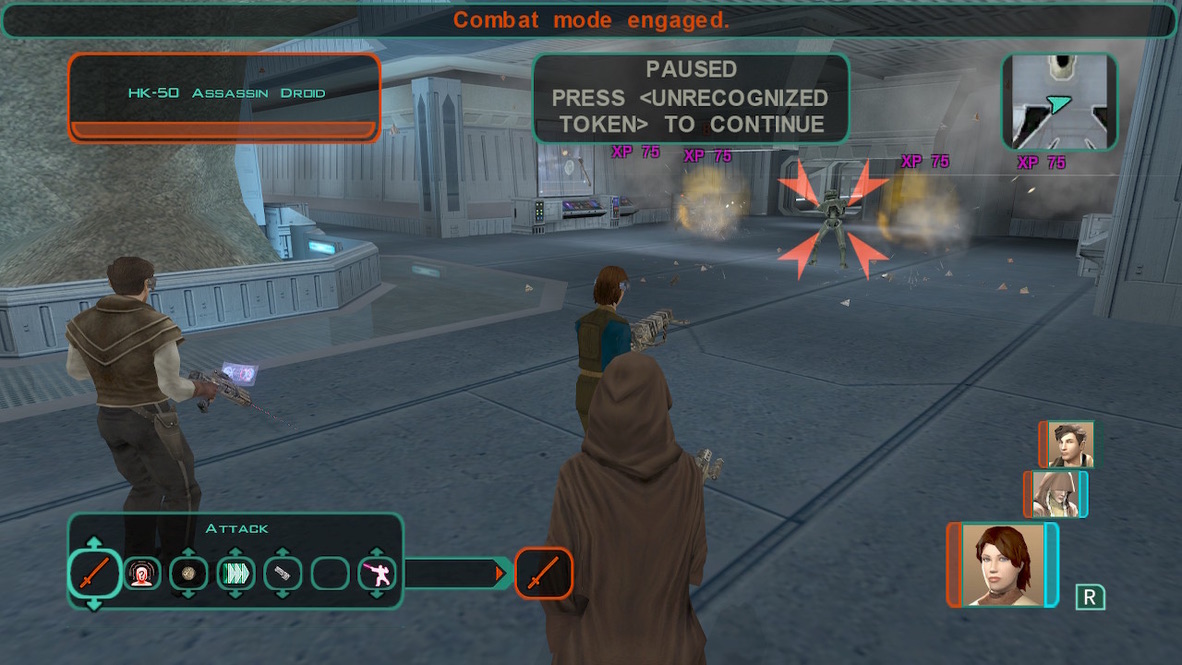 Combat mode engaged.
HK-50 Assassin Droid
PAUSED
PRESS <UNRECOGNIZED
TOKEN> TO CONTINUE
XP 75
XP 75
XP 75
XP 75
Attack
R